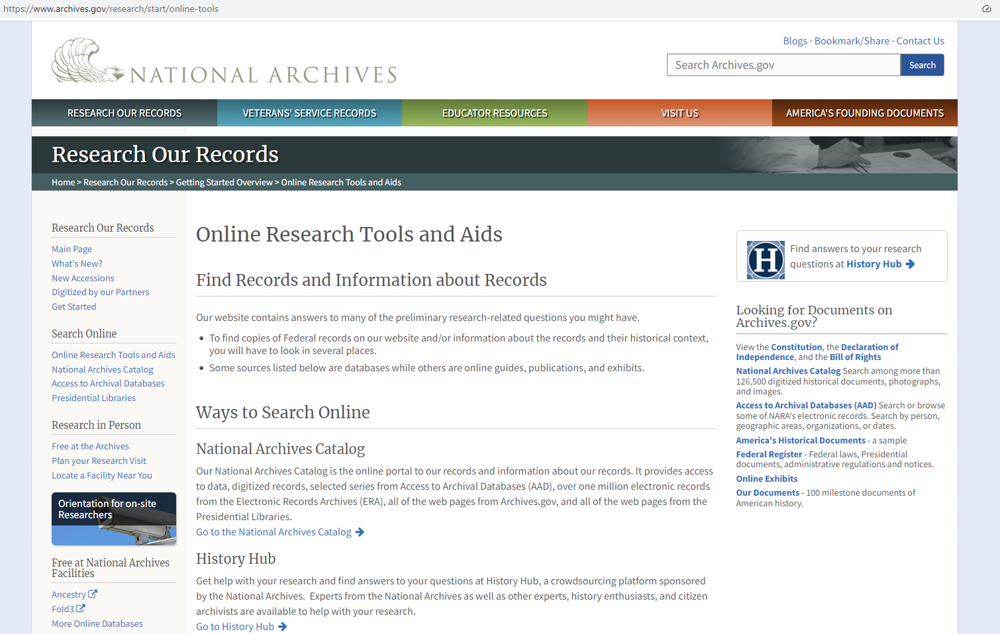 https://www.archives.gov/research/start/online-tools
NATIONAL ARCHIVES
Blogs · Bookmark/Share · Contact Us
Search Archives.gov
Search
RESEARCH OUR RECORDS
VETERANS' SERVICE RECORDS
EDUCATOR RESOURCES
VISIT US
AMERICA'S FOUNDING DOCUMENTS
Research Our Records
Home > Research Our Records > Getting Started Overview > Online Research Tools and Aids
Research Our Records
Main Page
What's New?
New Accessions
Digitized by our Partners
Get Started
Search Online
Online Research Tools and Aids
National Archives Catalog
Access to Archival Databases
Presidential Libraries
Research in Person
Free at the Archives
Plan your Research Visit
Locate a Facility Near You
Orientation for on-site
Researchers
Free at National Archives
Facilities
Ancestry
Fold3
More Online Databases
Online Research Tools and Aids
Find Records and Information about Records
Our website contains answers to many of the preliminary research-related questions you might have.
• To find copies of Federal records on our website and/or information about the records and their historical context,
you will have to look in several places.
• Some sources listed below are databases while others are online guides, publications, and exhibits.
Ways to Search Online
National Archives Catalog
Our National Archives Catalog is the online portal to our records and information about our records. It provides access
to data, digitized records, selected series from Access to Archival Databases (AAD), over one million electronic records
from the Electronic Records Archives (ERA), all of the web pages from Archives.gov, and all of the web pages from the
Presidential Libraries.
Go to the National Archives Catalog
History Hub
Get help with your research and find answers to your questions at History Hub, a crowdsourcing platform sponsored
by the National Archives. Experts from the National Archives as well as other experts, history enthusiasts, and citizen
archivists are available to help with your research.
Go to History Hub
H
Find answers to your research
questions at History Hub
Looking for Documents on
Archives.gov?
View the Constitution, the Declaration of
Independence, and the Bill of Rights
National Archives Catalog Search among more than
126,500 digitized historical documents, photographs,
and images.
Access to Archival Databases (AAD) Search or browse
some of NARA's electronic records. Search by person,
geographic areas, organizations, or dates.
America's Historical Documents - a sample
Federal Register - Federal laws, Presidential
documents, administrative regulations and notices.
Online Exhibits
Our Documents - 100 milestone documents of
American history.